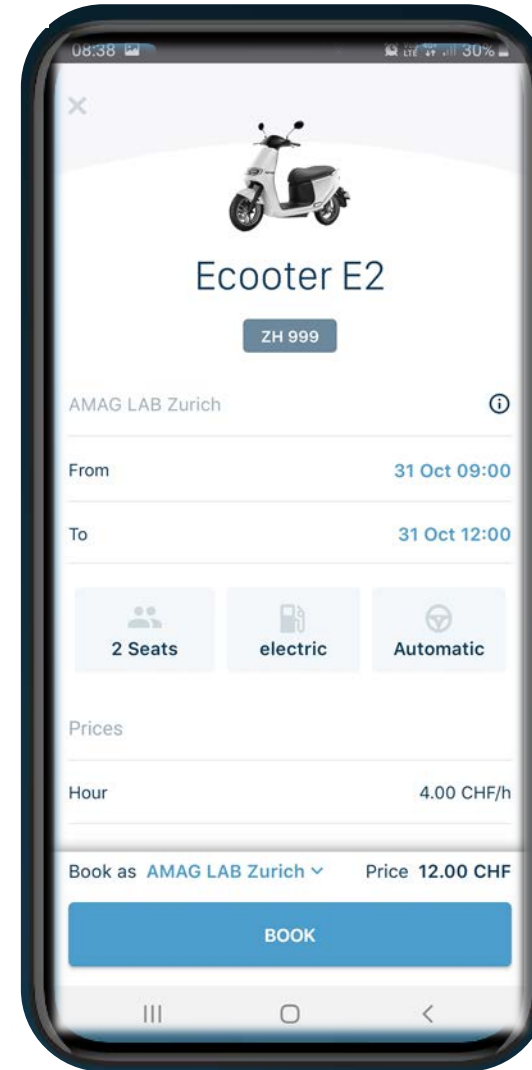 08:38 30%
Ecooter E2
ZH 999
AMAG LAB Zurich
From 31 Oct 09:00
To 31 Oct 12:00
2 Seats electric Automatic
Prices
Hour 4.00 CHF/h
Book as AMAG LAB Zurich Price 12.00 CHF
BOOK